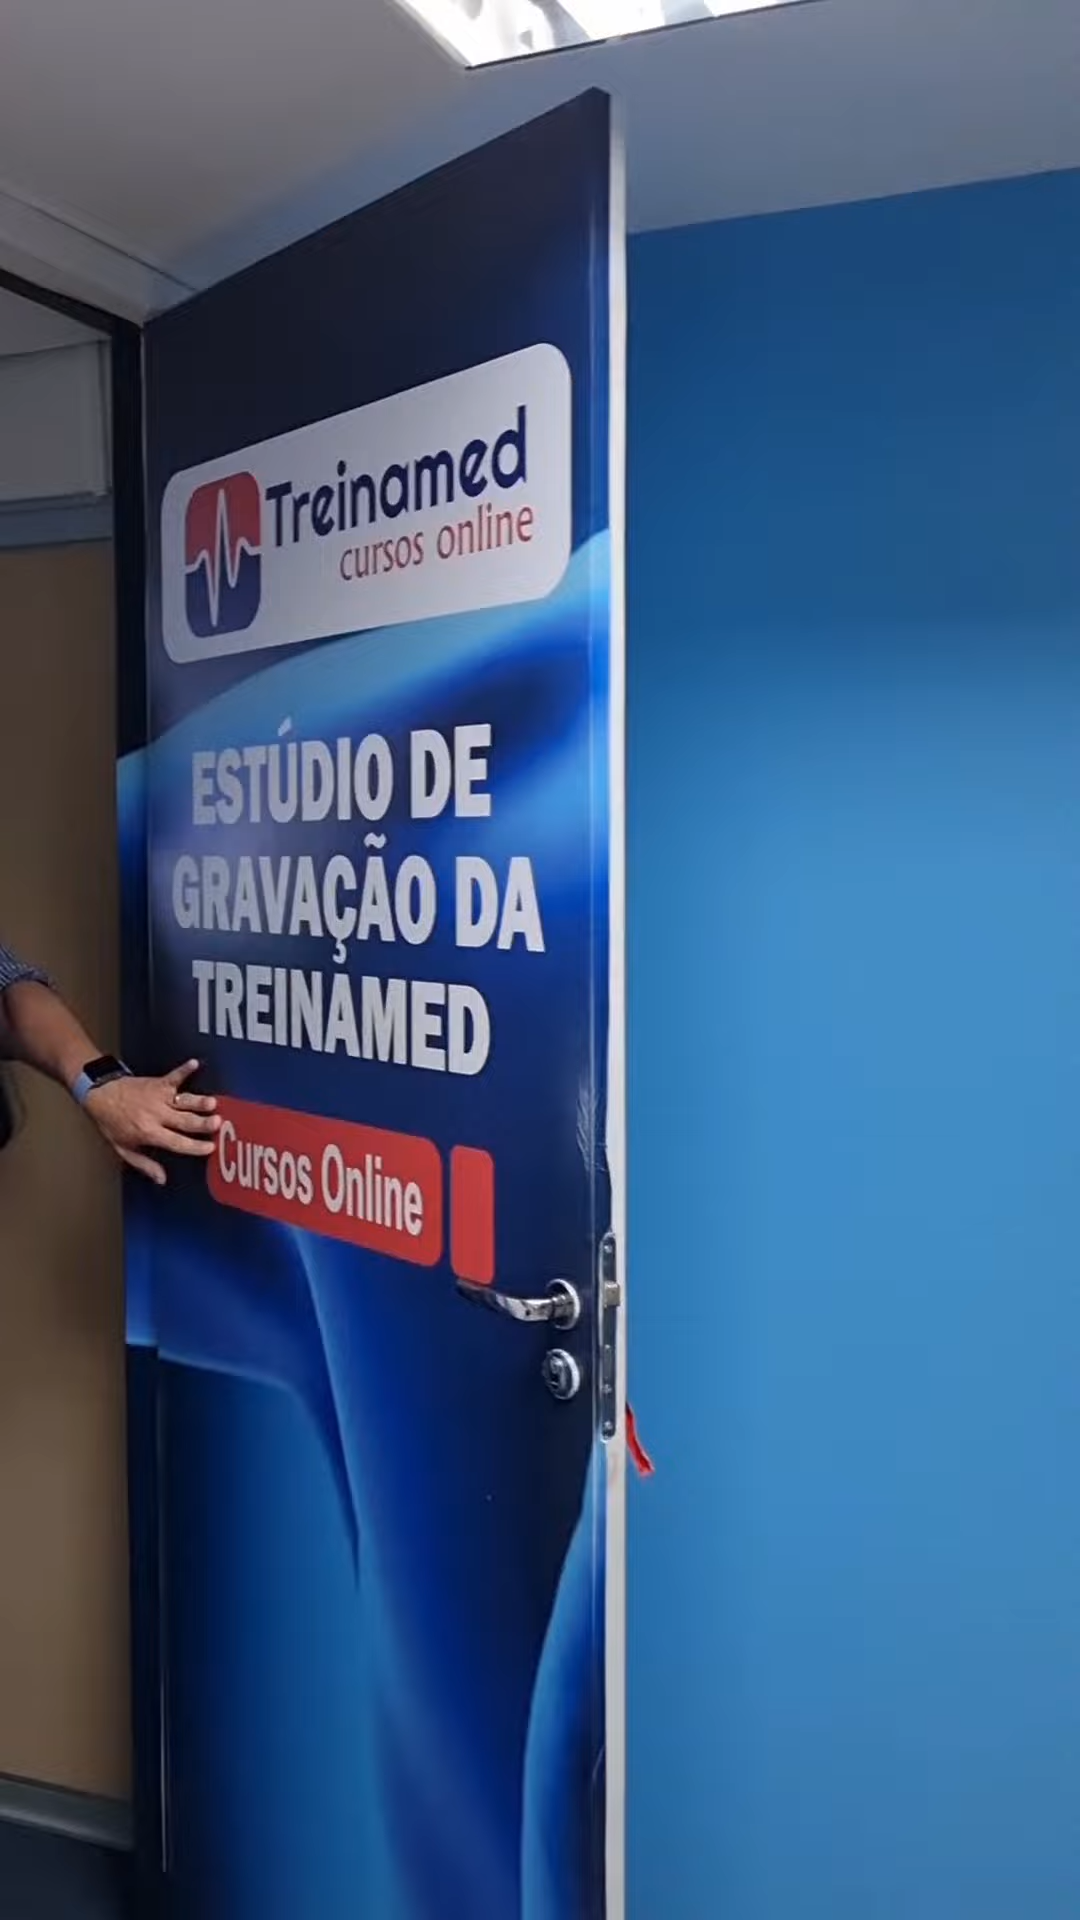 Treinamed
cursos online
ESTÚDIO DE
GRAVAÇÃO DA
TREINAMED
Cursos Online